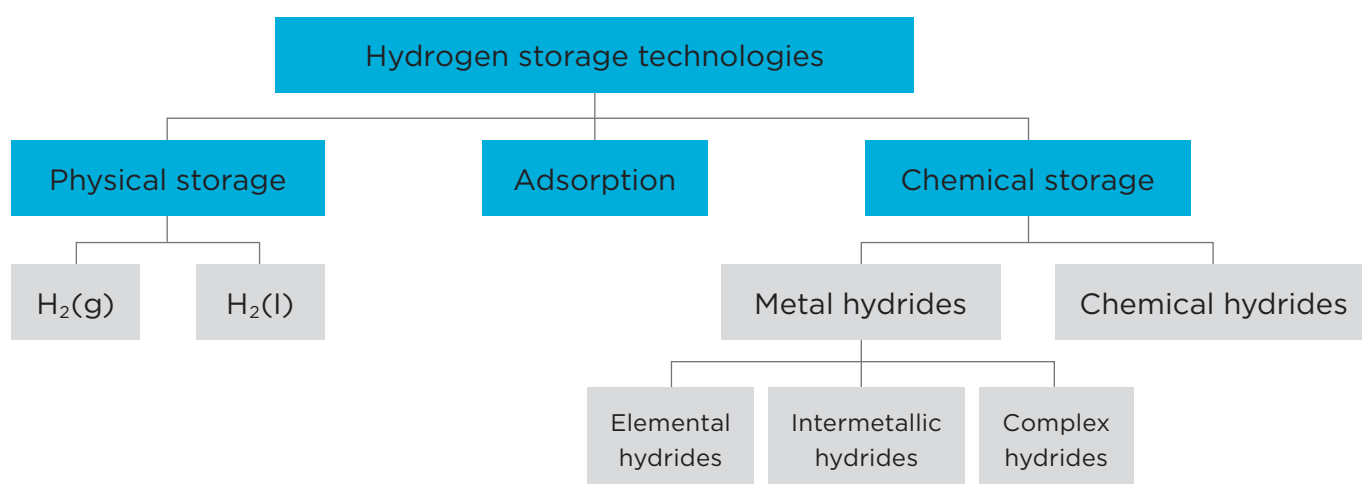 Hydrogen storage technologies
Physical storage
Adsorption
Chemical storage
H₂(g)
H₂(l)
Metal hydrides
Chemical hydrides
Elemental
hydrides
Intermetallic
hydrides
Complex
hydrides